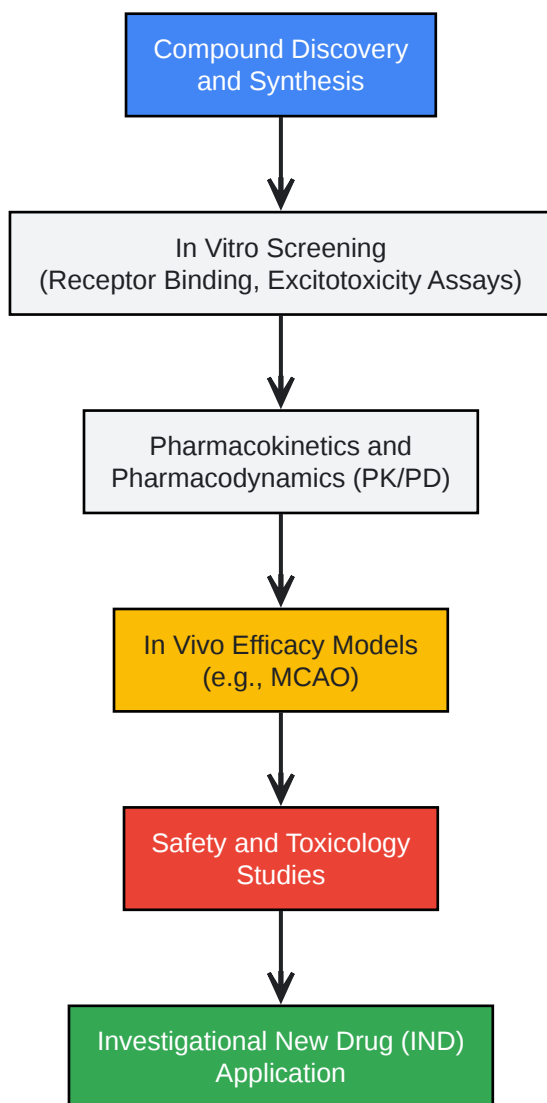 Compound Discovery
and Synthesis
In Vitro Screening
(Receptor Binding, Excitotoxicity Assays)
Pharmacokinetics and
Pharmacodynamics (PK/PD)
In Vivo Efficacy Models
(e.g., MCAO)
Safety and Toxicology
Studies
Investigational New Drug (IND)
Application